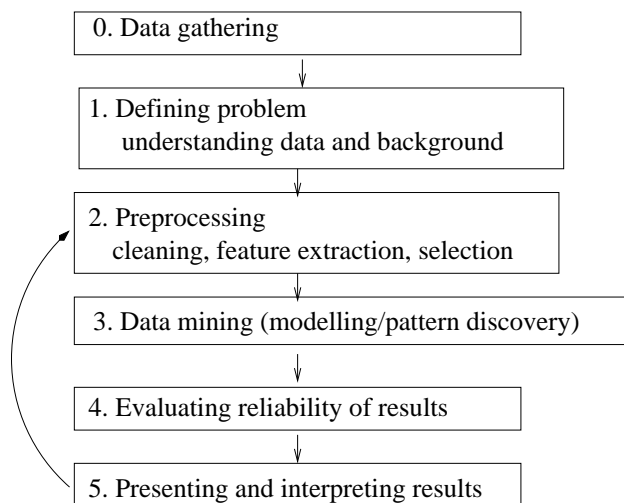 0. Data gathering
1. Defining problem
understanding data and background
2. Preprocessing
cleaning, feature extraction, selection
3. Data mining (modelling/pattern discovery)
4. Evaluating reliability of results
5. Presenting and interpreting results